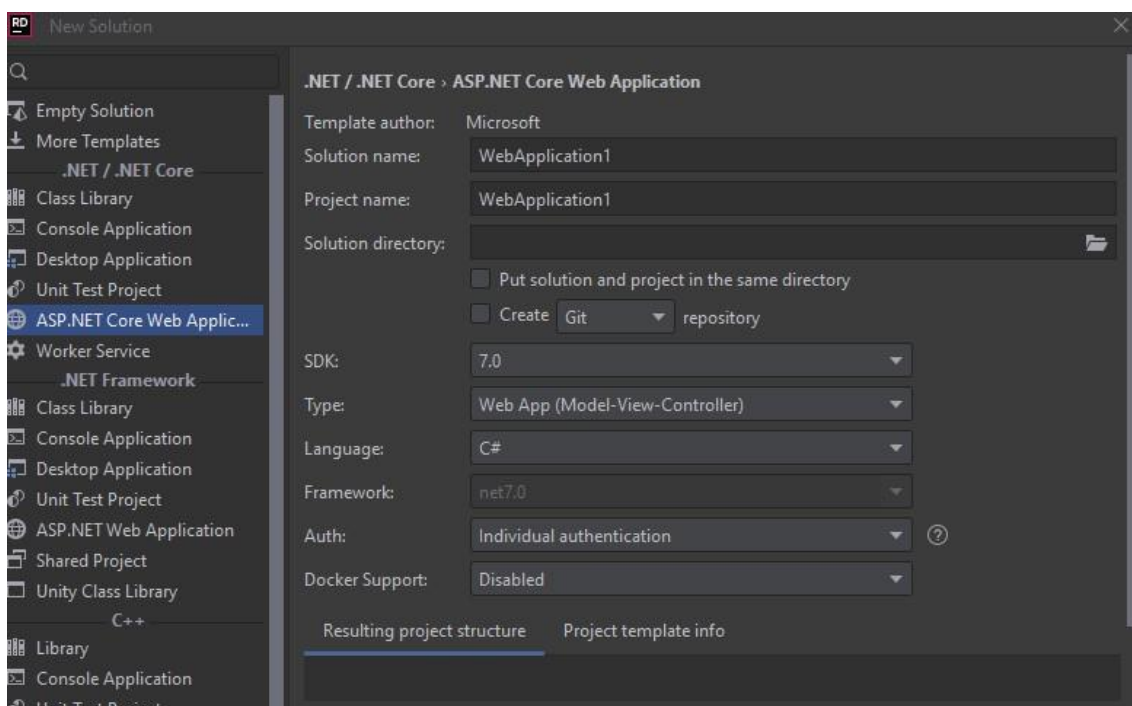 RD New Solution
Empty Solution
More Templates
.NET / .NET Core
Class Library
Console Application
Desktop Application
Unit Test Project
ASP.NET Core Web Applic...
Worker Service
.NET Framework
Class Library
Console Application
Desktop Application
Unit Test Project
ASP.NET Web Application
Shared Project
Unity Class Library
C++
Library
Console Application
Unit Test Project
.NET / .NET Core › ASP.NET Core Web Application
Template author: Microsoft
Solution name: WebApplication1
Project name: WebApplication1
Solution directory:
Put solution and project in the same directory
Create Git repository
SDK: 7.0
Type: Web App (Model-View-Controller)
Language: C#
Framework: net7.0
Auth: Individual authentication ?
Docker Support: Disabled
Resulting project structure Project template info